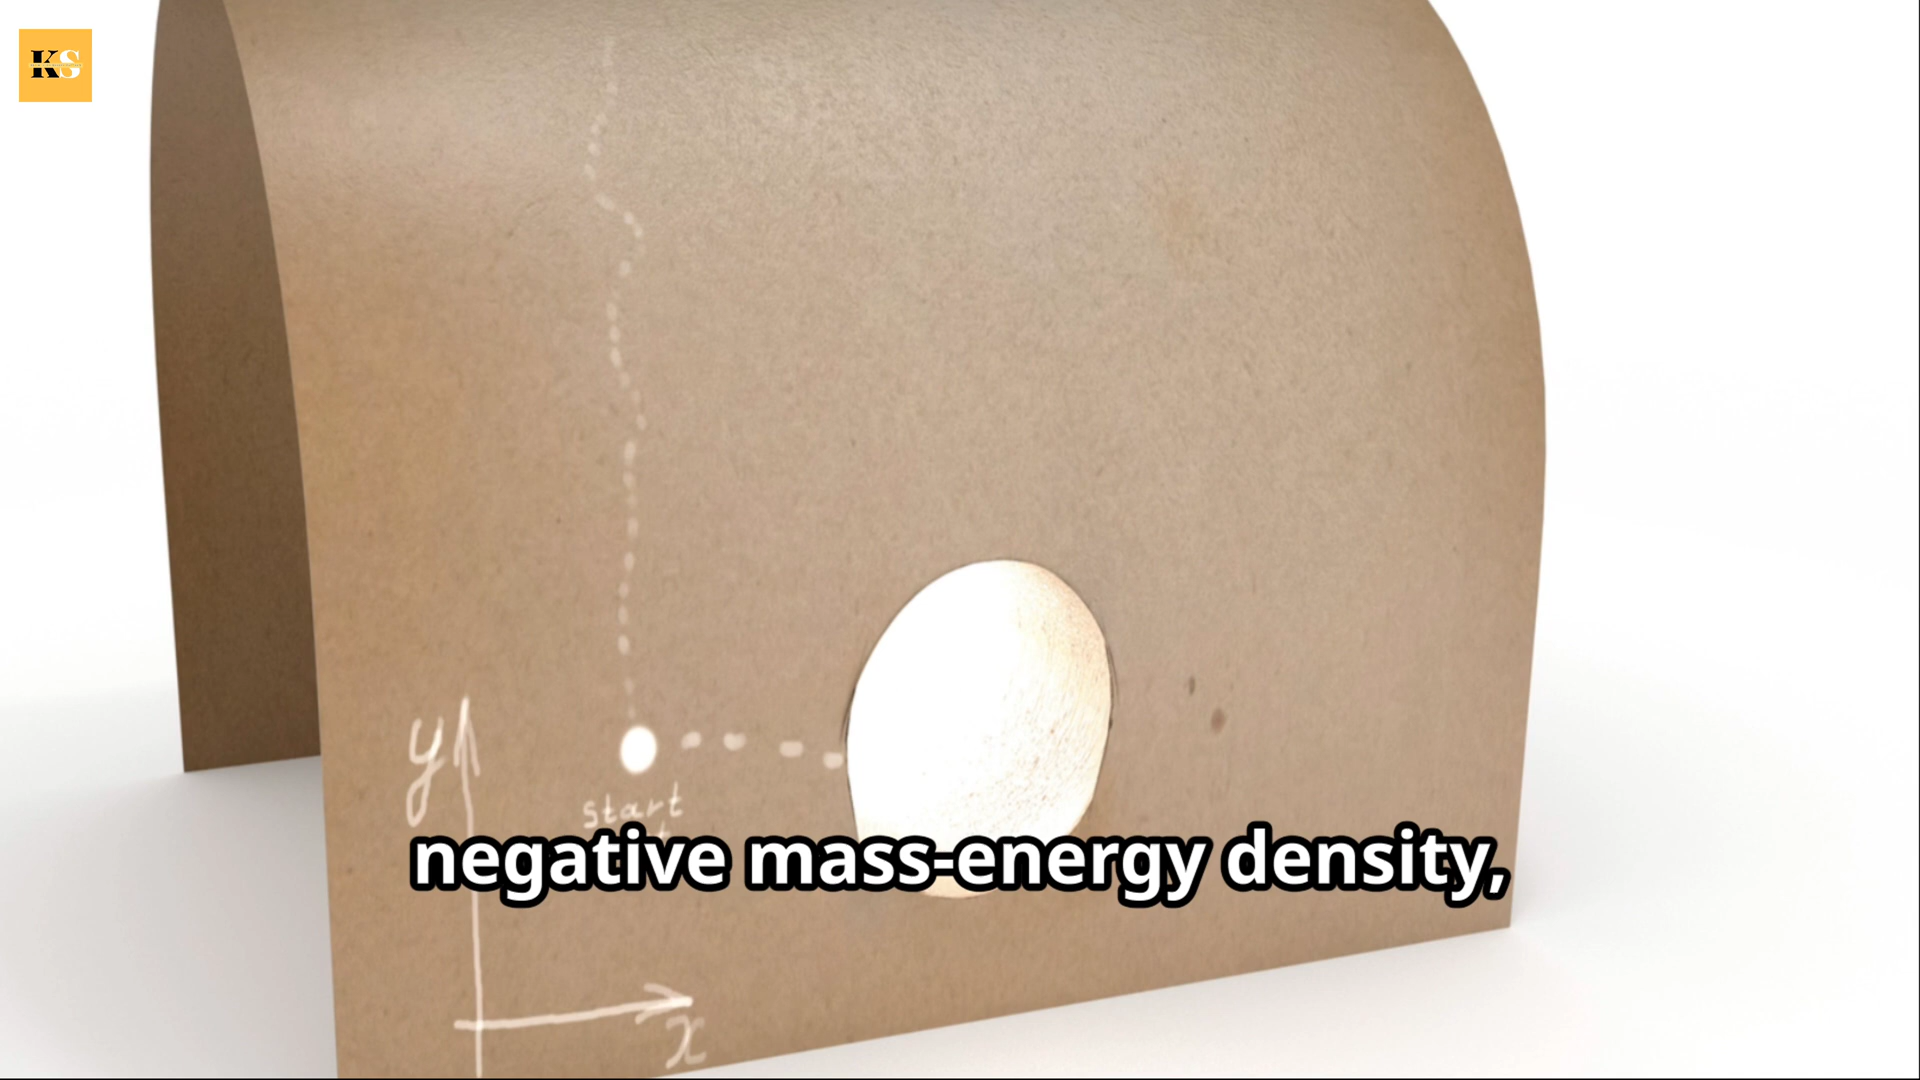 KS
y
start
negative mass-energy density,
x